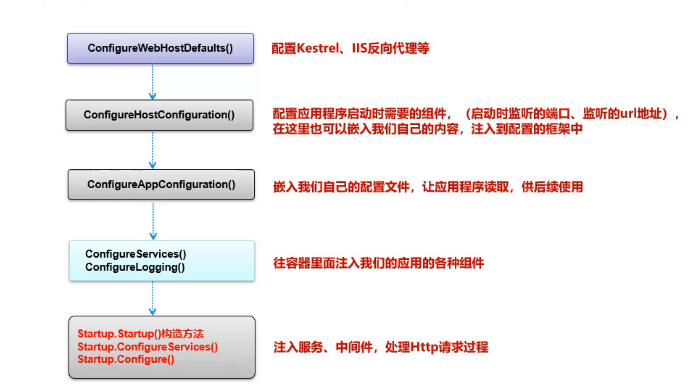 ConfigureWebHostDefaults()
配置Kestrel、IIS反向代理等
ConfigureHostConfiguration()
配置应用程序启动时需要的组件，（启动时监听的端口、监听的url地址），
在这里也可以嵌入我们自己的内容，注入到配置的框架中
ConfigureAppConfiguration()
嵌入我们自己的配置文件，让应用程序读取，供后续使用
ConfigureServices()
ConfigureLogging()
往容器里面注入我们的应用的各种组件
Startup.Startup()构造方法
Startup.ConfigureServices()
Startup.Configure()
注入服务、中间件，处理Http请求过程